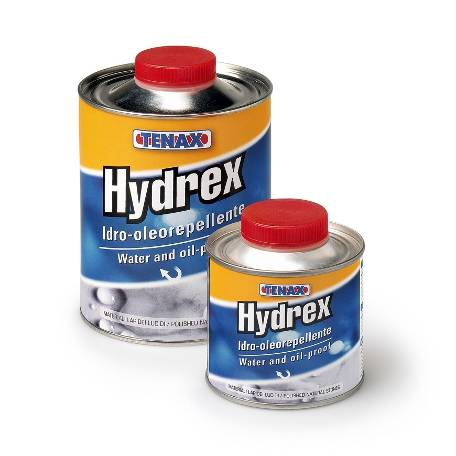 TENAX
Hydrex
Idro-oleorepellente
Water and oil-proof
TENAX
Hydrex
Idro-oleorepellente
Water and oil-proof